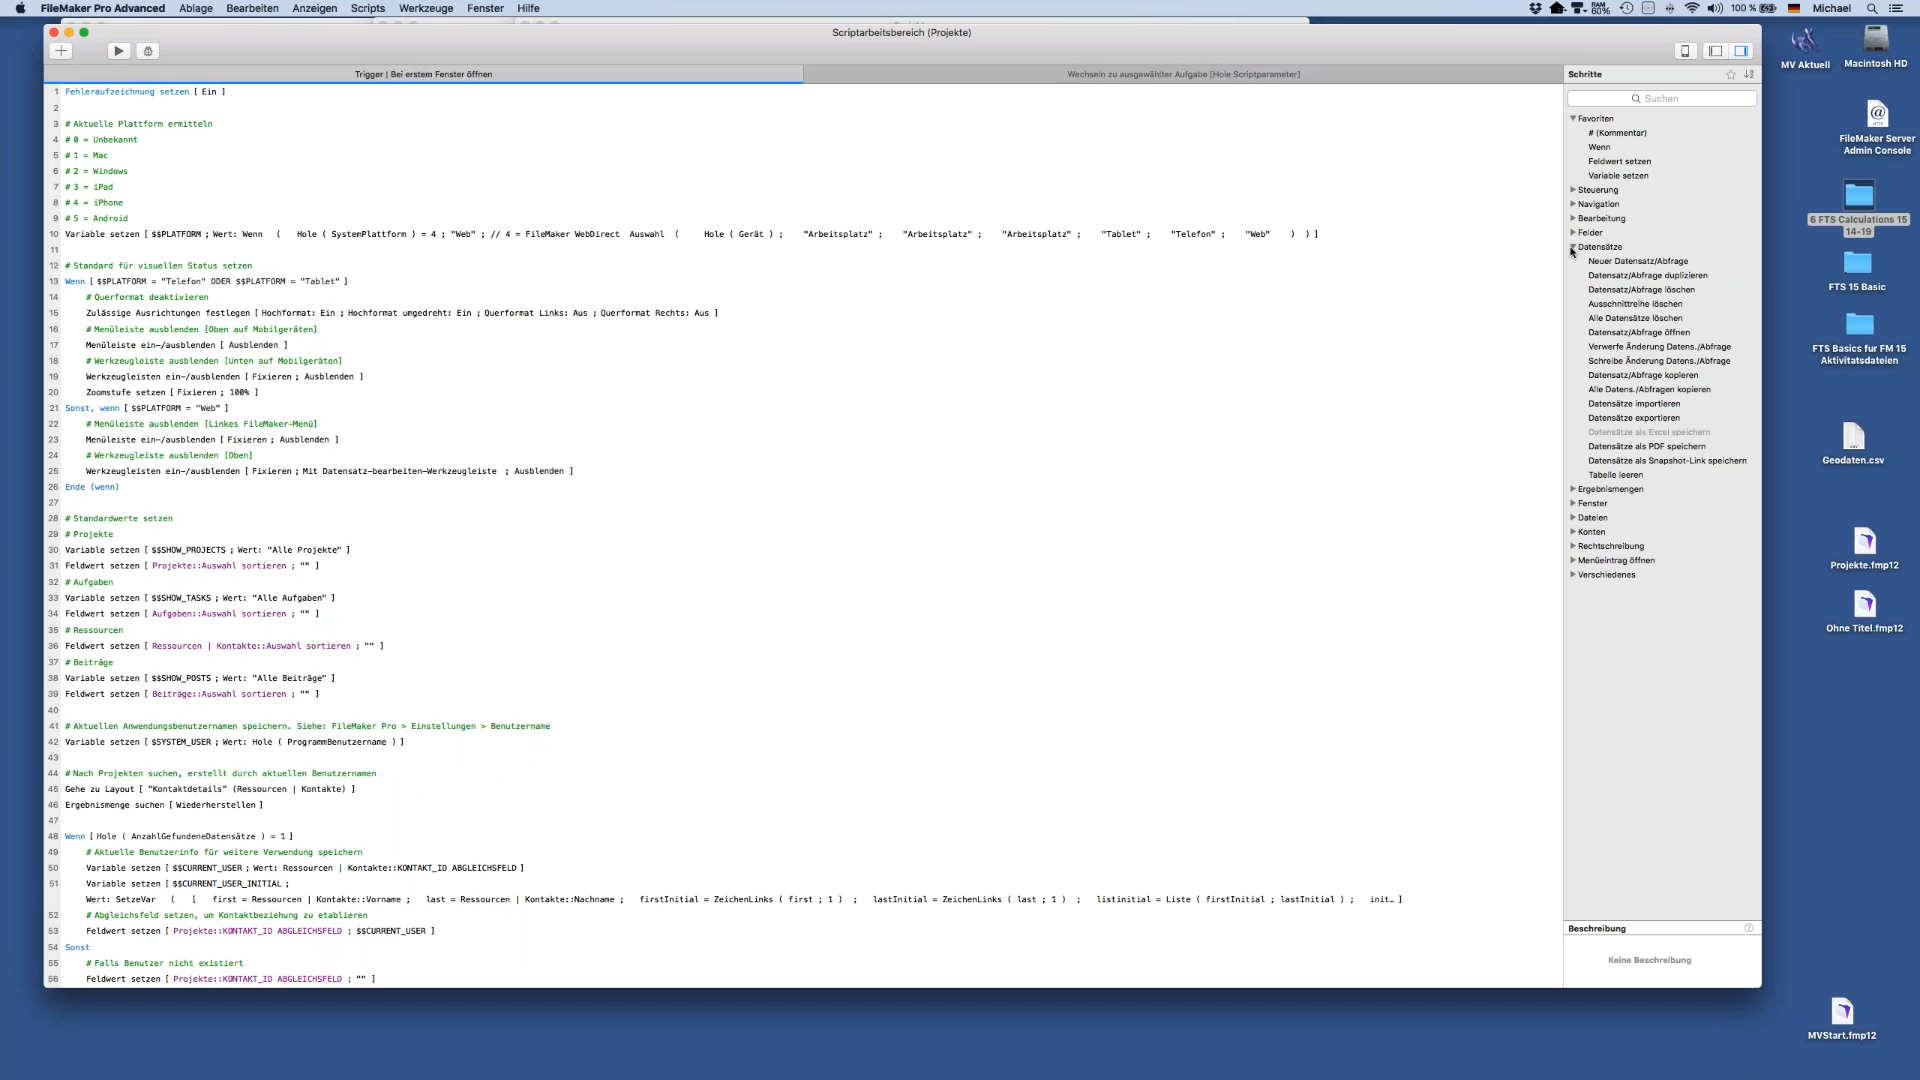 FileMaker Pro Advanced Ablage Bearbeiten Anzeigen Scripts Werkzeuge Fenster Hilfe
RAM 60% 100 % Michael
Scriptarbeitsbereich (Projekte)
Trigger | Bei erstem Fenster öffnen
Wechseln zu ausgewählter Aufgabe [Hole Scriptparameter]
1 Fehleraufzeichnung setzen [ Ein ]
2
3 # Aktuelle Plattform ermitteln
4 # 0 = Unbekannt
5 # 1 = Mac
6 # 2 = Windows
7 # 3 = iPad
8 # 4 = iPhone
9 # 5 = Android
10 Variable setzen [ $$PLATFORM ; Wert: Wenn ( Hole ( SystemPlattform ) = 4 ; "Web" ; // 4 = FileMaker WebDirect Auswahl ( Hole ( Gerät ) ; "Arbeitsplatz" ; "Arbeitsplatz" ; "Arbeitsplatz" ; "Tablet" ; "Telefon" ; "Web" ) ) ]
11
12 # Standard für visuellen Status setzen
13 Wenn [ $$PLATFORM = "Telefon" ODER $$PLATFORM = "Tablet" ]
14 # Querformat deaktivieren
15 Zulässige Ausrichtungen festlegen [ Hochformat: Ein ; Hochformat umgedreht: Ein ; Querformat Links: Aus ; Querformat Rechts: Aus ]
16 # Menüleiste ausblenden [Oben auf Mobilgeräten]
17 Menüleiste ein-/ausblenden [ Ausblenden ]
18 # Werkzeugleiste ausblenden [Unten auf Mobilgeräten]
19 Werkzeugleisten ein-/ausblenden [ Fixieren ; Ausblenden ]
20 Zoomstufe setzen [ Fixieren ; 100% ]
21 Sonst, wenn [ $$PLATFORM = "Web" ]
22 # Menüleiste ausblenden [Linkes FileMaker-Menü]
23 Menüleiste ein-/ausblenden [ Fixieren ; Ausblenden ]
24 # Werkzeugleiste ausblenden [Oben]
25 Werkzeugleisten ein-/ausblenden [ Fixieren ; Mit Datensatz-bearbeiten-Werkzeugleiste ; Ausblenden ]
26 Ende (wenn)
27
28 # Standardwerte setzen
29 # Projekte
30 Variable setzen [ $$SHOW_PROJECTS ; Wert: "Alle Projekte" ]
31 Feldwert setzen [ Projekte::Auswahl sortieren ; "" ]
32 # Aufgaben
33 Variable setzen [ $$SHOW_TASKS ; Wert: "Alle Aufgaben" ]
34 Feldwert setzen [ Aufgaben::Auswahl sortieren ; "" ]
35 # Ressourcen
36 Feldwert setzen [ Ressourcen | Kontakte::Auswahl sortieren ; "" ]
37 # Beiträge
38 Variable setzen [ $$SHOW_POSTS ; Wert: "Alle Beiträge" ]
39 Feldwert setzen [ Beiträge::Auswahl sortieren ; "" ]
40
41 # Aktuellen Anwendungsbenutzernamen speichern. Siehe: FileMaker Pro > Einstellungen > Benutzername
42 Variable setzen [ $SYSTEM_USER ; Wert: Hole ( ProgrammBenutzername ) ]
43
44 # Nach Projekten suchen, erstellt durch aktuellen Benutzernamen
45 Gehe zu Layout [ "Kontaktdetails" (Ressourcen | Kontakte) ]
46 Ergebnismenge suchen [ Wiederherstellen ]
47
48 Wenn [ Hole ( AnzahlGefundeneDatensätze ) = 1 ]
49 # Aktuelle Benutzerinfo für weitere Verwendung speichern
50 Variable setzen [ $$CURRENT_USER ; Wert: Ressourcen | Kontakte::KONTAKT_ID ABGLEICHSFELD ]
51 Variable setzen [ $$CURRENT_USER_INITIAL ;
Wert: SetzeVar ( [ first = Ressourcen | Kontakte::Vorname ; last = Ressourcen | Kontakte::Nachname ; firstInitial = ZeichenLinks ( first ; 1 ) ; lastInitial = ZeichenLinks ( last ; 1 ) ; listinitial = Liste ( firstInitial ; lastInitial ) ; init… ]
52 # Abgleichsfeld setzen, um Kontaktbeziehung zu etablieren
53 Feldwert setzen [ Projekte::KONTAKT_ID ABGLEICHSFELD ; $$CURRENT_USER ]
54 Sonst
55 # Falls Benutzer nicht existiert
56 Feldwert setzen [ Projekte::KONTAKT_ID ABGLEICHSFELD ; "" ]
Schritte
Suchen
Favoriten
# (Kommentar)
Wenn
Feldwert setzen
Variable setzen
Steuerung
Navigation
Bearbeitung
Felder
Datensätze
Neuer Datensatz/Abfrage
Datensatz/Abfrage duplizieren
Datensatz/Abfrage löschen
Ausschnittreihe löschen
Alle Datensätze löschen
Datensatz/Abfrage öffnen
Verwerfe Änderung Datens./Abfrage
Schreibe Änderung Datens./Abfrage
Datensatz/Abfrage kopieren
Alle Datens./Abfragen kopieren
Datensätze importieren
Datensätze exportieren
Datensätze als Excel speichern
Datensätze als PDF speichern
Datensätze als Snapshot-Link speichern
Tabelle leeren
Ergebnismengen
Fenster
Dateien
Konten
Rechtschreibung
Menüeintrag öffnen
Verschiedenes
Beschreibung
Keine Beschreibung
MV Aktuell
Macintosh HD
FileMaker Server
Admin Console
6 FTS Calculations 15
14-19
FTS 15 Basic
FTS Basics fur FM 15
Aktivitatsdateien
Geodaten.csv
Projekte.fmp12
Ohne Titel.fmp12
MVStart.fmp12